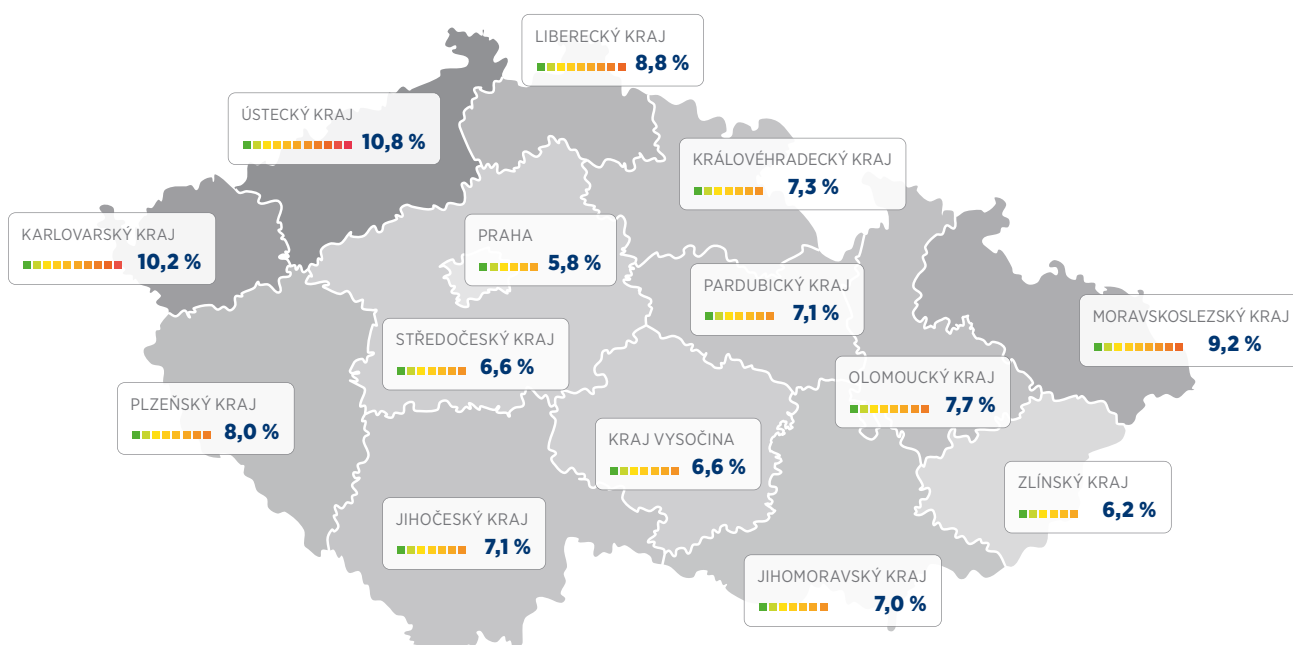 LIBERECKÝ KRAJ
8,8 %
ÚSTECKÝ KRAJ
10,8 %
KRÁLOVÉHRADECKÝ KRAJ
7,3 %
KARLOVARSKÝ KRAJ
10,2 %
PRAHA
5,8 %
PARDUBICKÝ KRAJ
7,1 %
MORAVSKOSLEZSKÝ KRAJ
9,2 %
STŘEDOČESKÝ KRAJ
6,6 %
OLOMOUCKÝ KRAJ
7,7 %
PLZEŇSKÝ KRAJ
8,0 %
KRAJ VYSOČINA
6,6 %
ZLÍNSKÝ KRAJ
6,2 %
JIHOČESKÝ KRAJ
7,1 %
JIHOMORAVSKÝ KRAJ
7,0 %